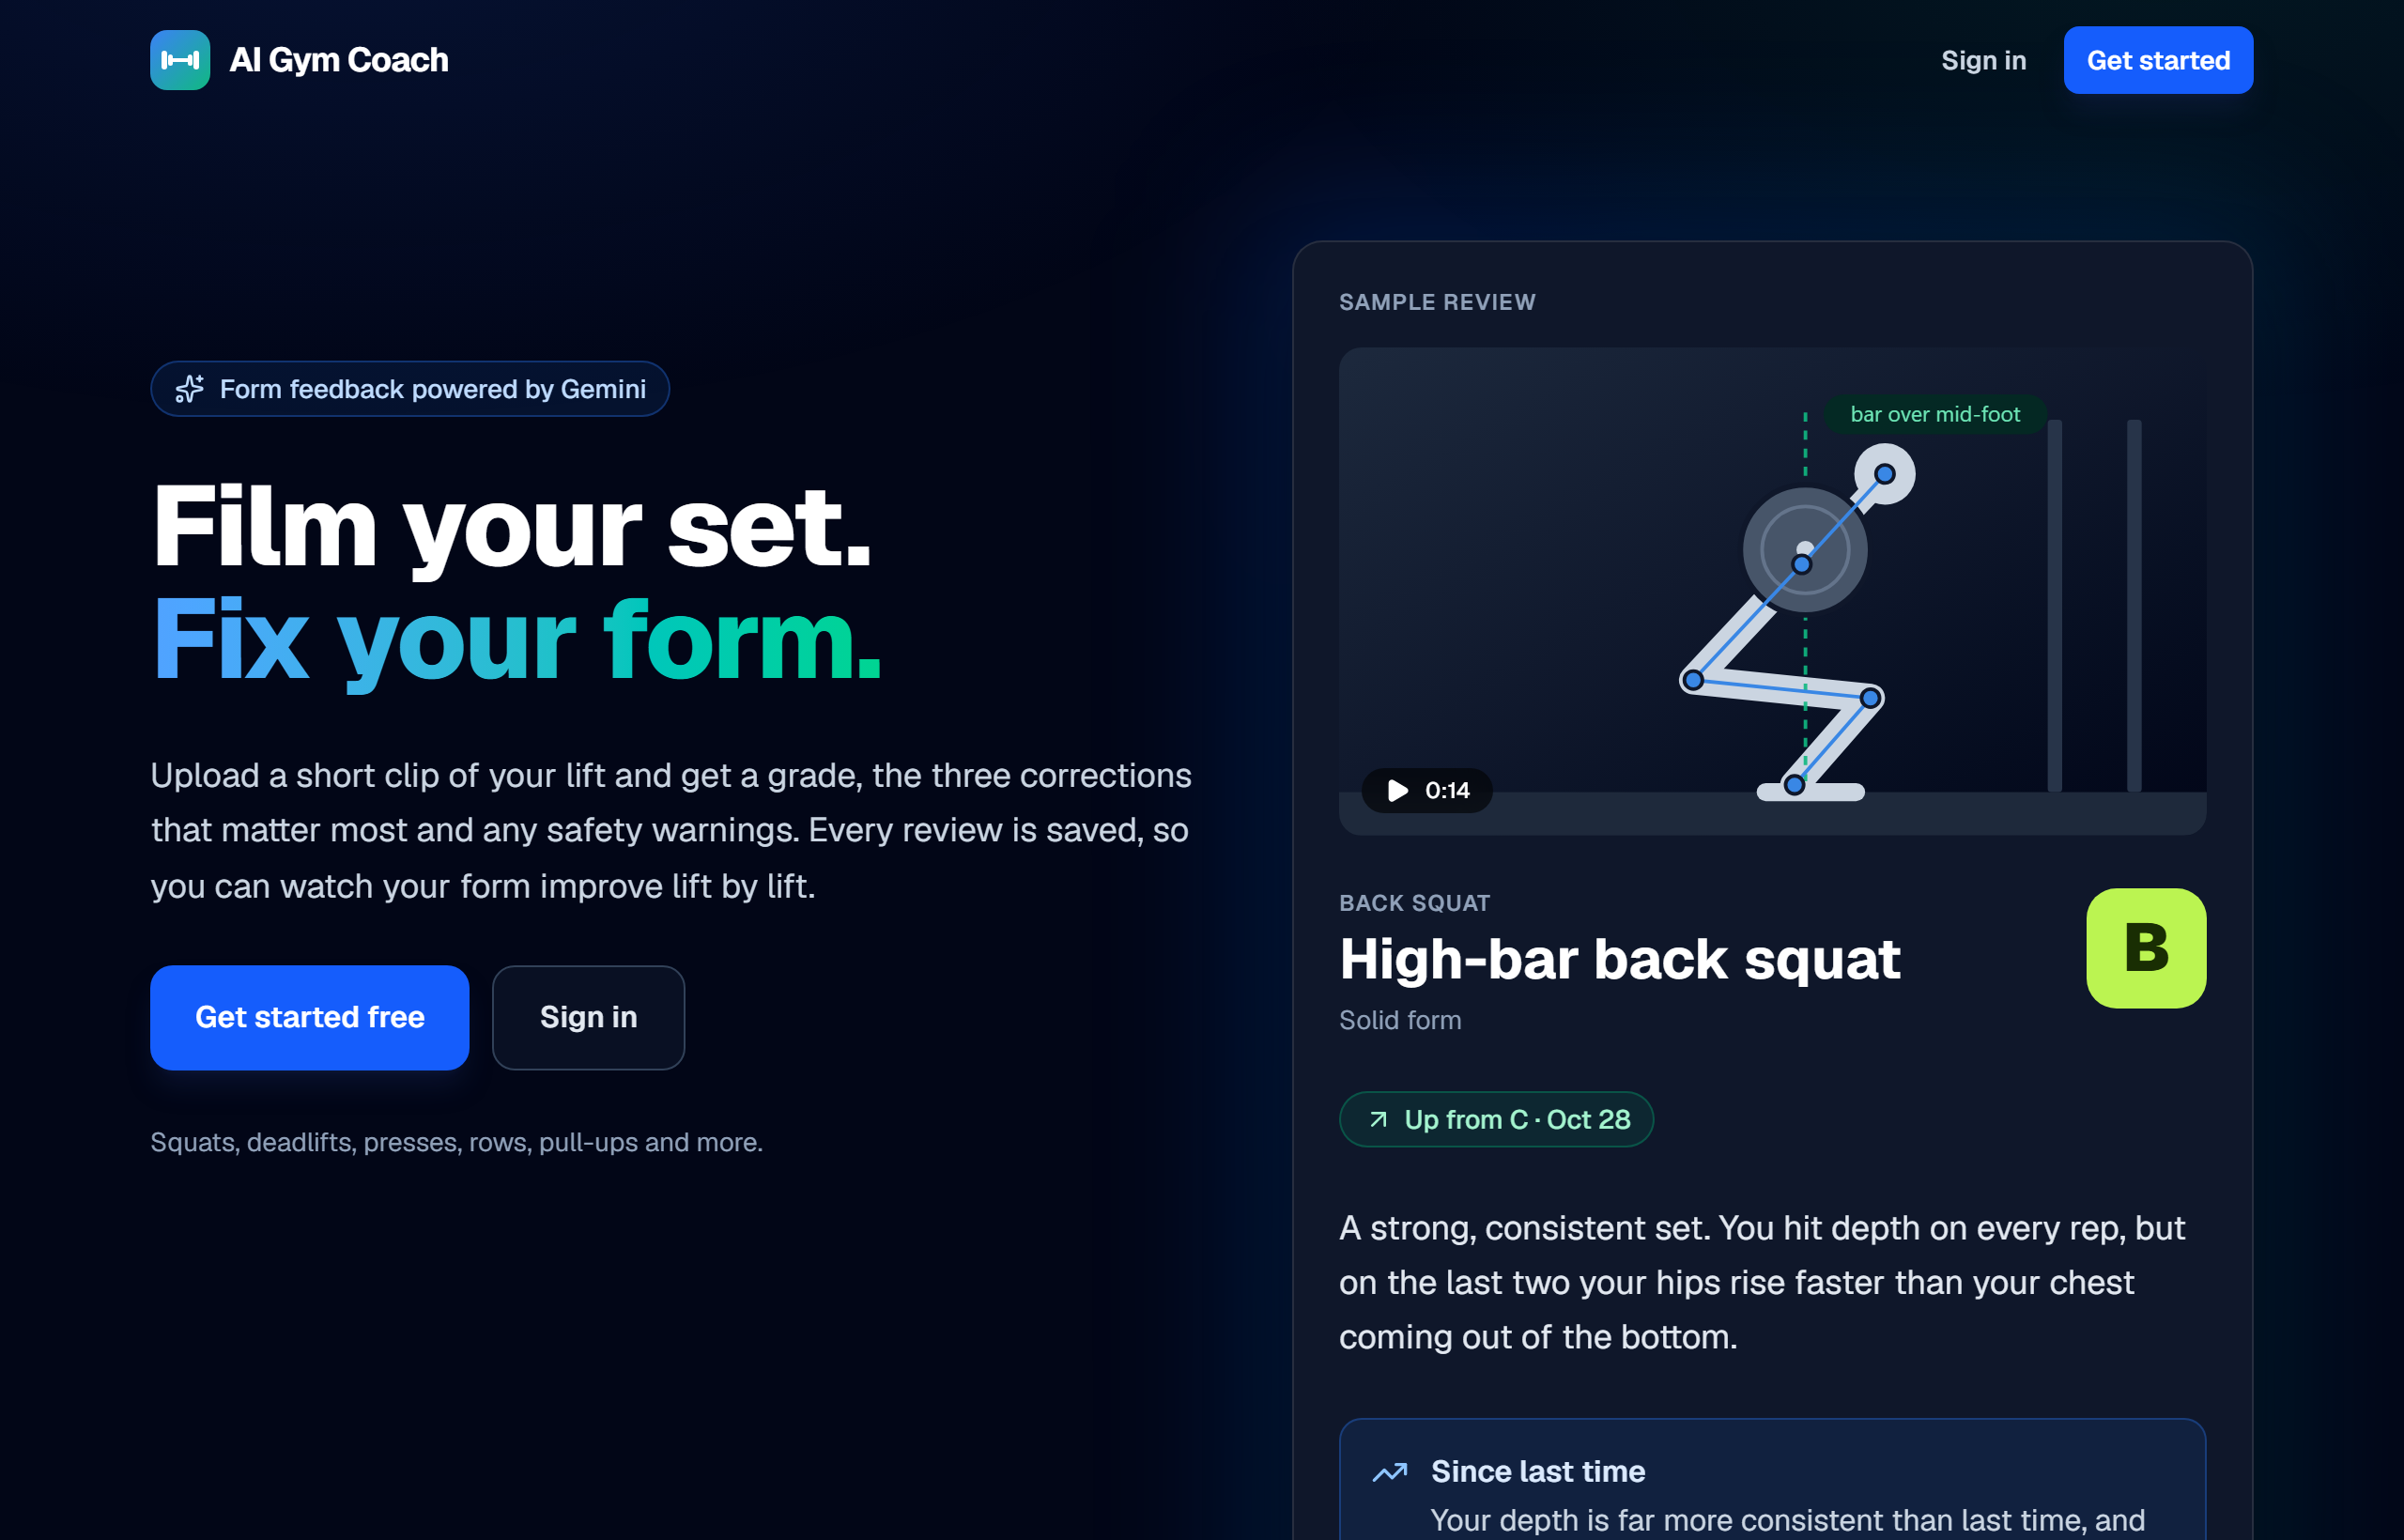 AI Gym Coach
Sign in
Get started
Form feedback powered by Gemini
Film your set.
Fix your form.
Upload a short clip of your lift and get a grade, the three corrections
that matter most and any safety warnings. Every review is saved, so
you can watch your form improve lift by lift.
Get started free
Sign in
Squats, deadlifts, presses, rows, pull-ups and more.
SAMPLE REVIEW
bar over mid-foot
0:14
BACK SQUAT
High-bar back squat
Solid form
B
Up from C · Oct 28
A strong, consistent set. You hit depth on every rep, but
on the last two your hips rise faster than your chest
coming out of the bottom.
Since last time
Your depth is far more consistent than last time, and